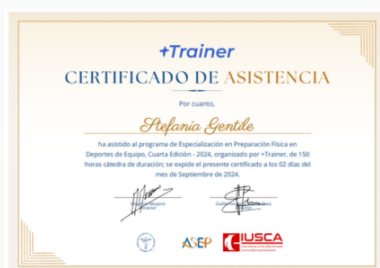 +Trainer
CERTIFICADO DE ASISTENCIA
Por cuanto,
Stefanía Gentile
ha asistido al programa de Especialización en Preparación Física en
Deportes de Equipo, Cuarta Edición - 2024, organizado por +Trainer, de 150
horas cátedra de duración; se expide el presente certificado a los 02 días del
mes de Septiembre de 2024.
ASEP
IUSCA